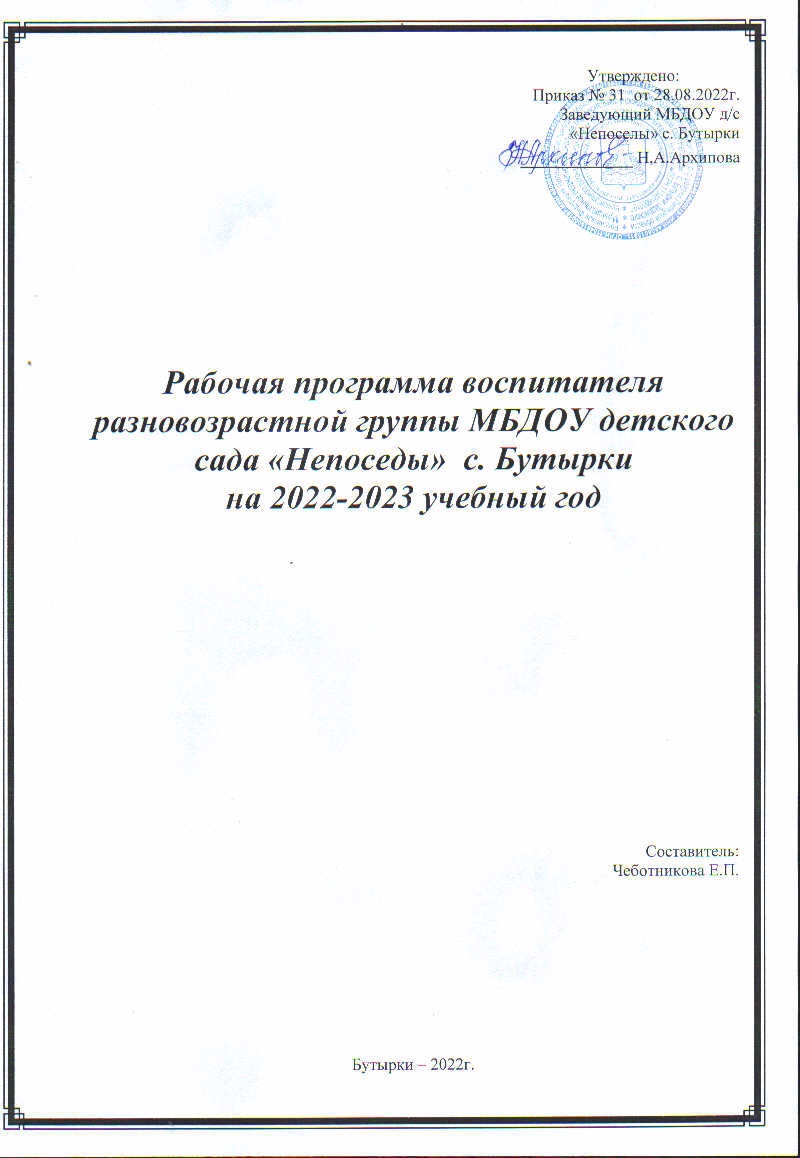 Утверждено:
Приказ № 31 от 28.08.2022г.
Заведующий МБДОУ д/с
«Непоселы» с. Бутырки
Н.А.Архипова
Рабочая программа воспитателя
разновозрастной группы МБДОУ детского
сада «Непоседы» с. Бутырки
на 2022-2023 учебный год
Составитель:
Чеботникова Е.П.
Бутырки – 2022г.